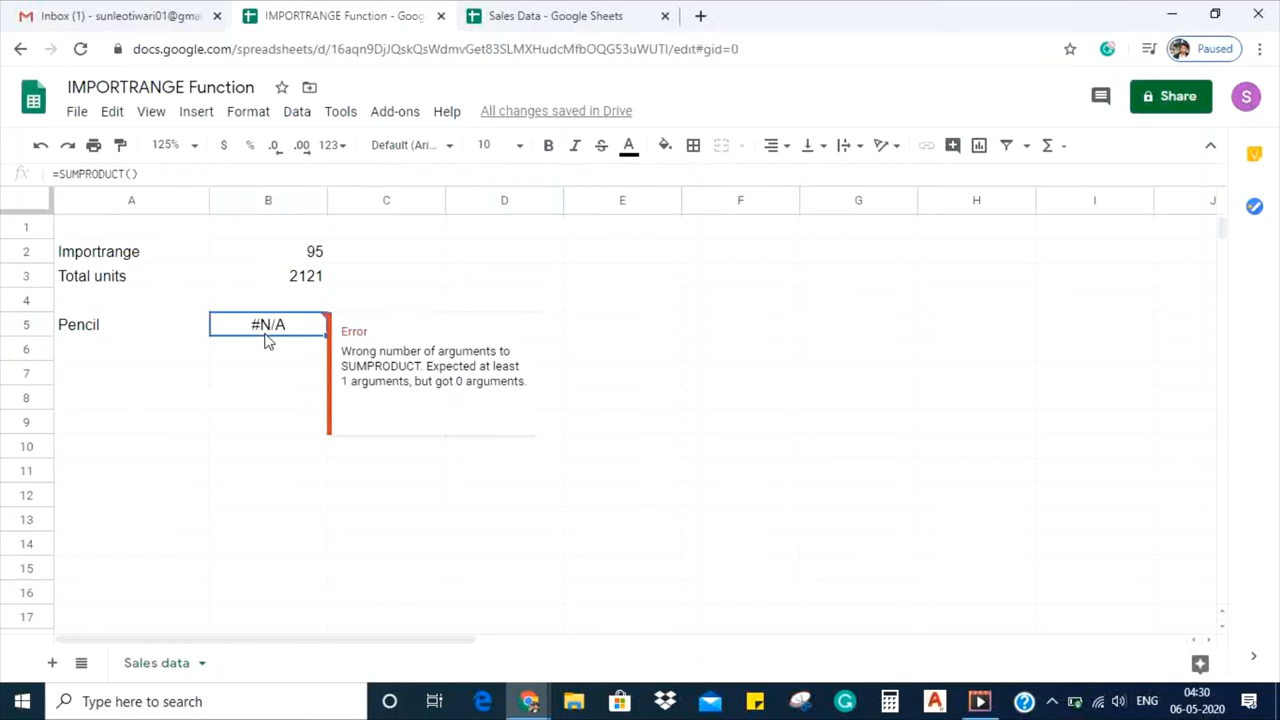 Inbox (1) - sunleotiwari01@gma
IMPORTRANGE Function - Goog
Sales Data - Google Sheets
docs.google.com/spreadsheets/d/16aqn9DjJQskQsWdmvGet83SLMXHudcMfbOQG53uWUTI/edit#gid=0
Paused
IMPORTRANGE Function
File Edit View Insert Format Data Tools Add-ons Help All changes saved in Drive
Share
S
125% $ % .0 .00 123 Default (Ari... 10 B I S A Σ
fx =SUMPRODUCT()
A B C D E F G H I J
1
2 Importrange 95
3 Total units 2121
4
5 Pencil #N/A
Error
Wrong number of arguments to
SUMPRODUCT. Expected at least
1 arguments, but got 0 arguments.
6
7
8
9
10
11
12
13
14
15
16
17
Sales data
Type here to search
ENG
04:30
06-05-2020